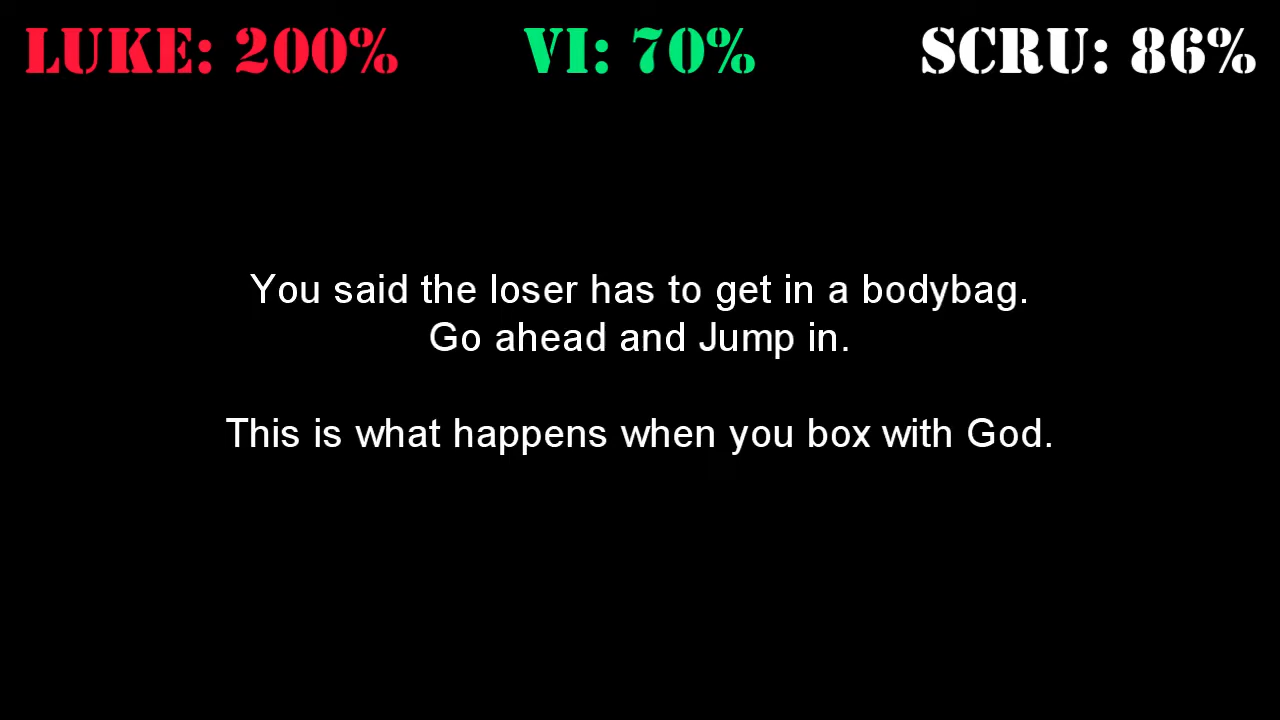 LUKE: 200% VI: 70% SCRU: 86%
You said the loser has to get in a bodybag.
Go ahead and Jump in.
This is what happens when you box with God.